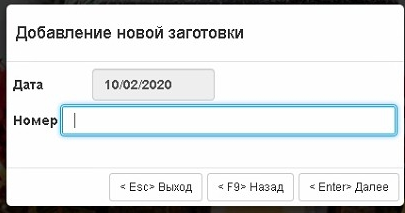 Добавление новой заготовки
Дата 10/02/2020
Номер
< Esc> Выход < F9> Назад < Enter> Далее